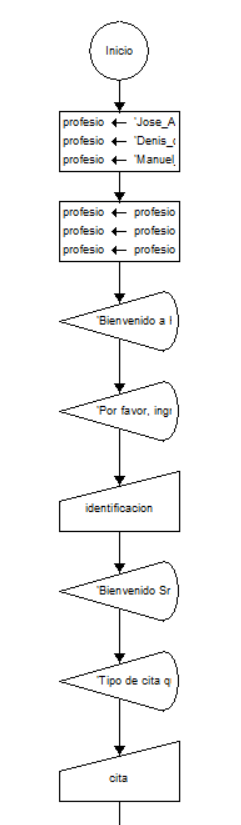 Inicio
profesio ← 'Jose_A
profesio ← 'Denis_
profesio ← 'Manuel
profesio ← profesio
profesio ← profesio
profesio ← profesio
'Bienvenido a
'Por favor, ingr
identificacion
'Bienvenido Sr
'Tipo de cita q
cita